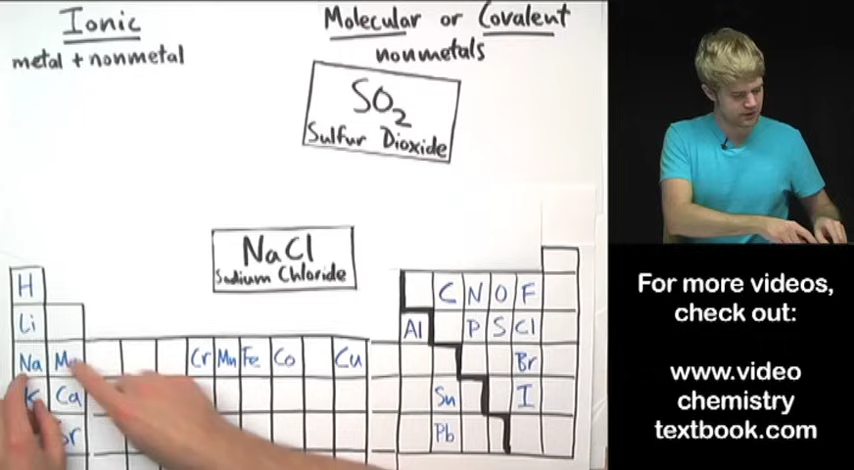 Ionic
metal + nonmetal
Molecular or Covalent
nonmetals
SO2
Sulfur Dioxide
NaCl
Sodium Chloride
H
C N O F
Li
Al P S Cl
Na Cr Mn Fe Co Cu Br
K Ca Sn I
Sr Pb
For more videos,
check out:
www.video
chemistry
textbook.com